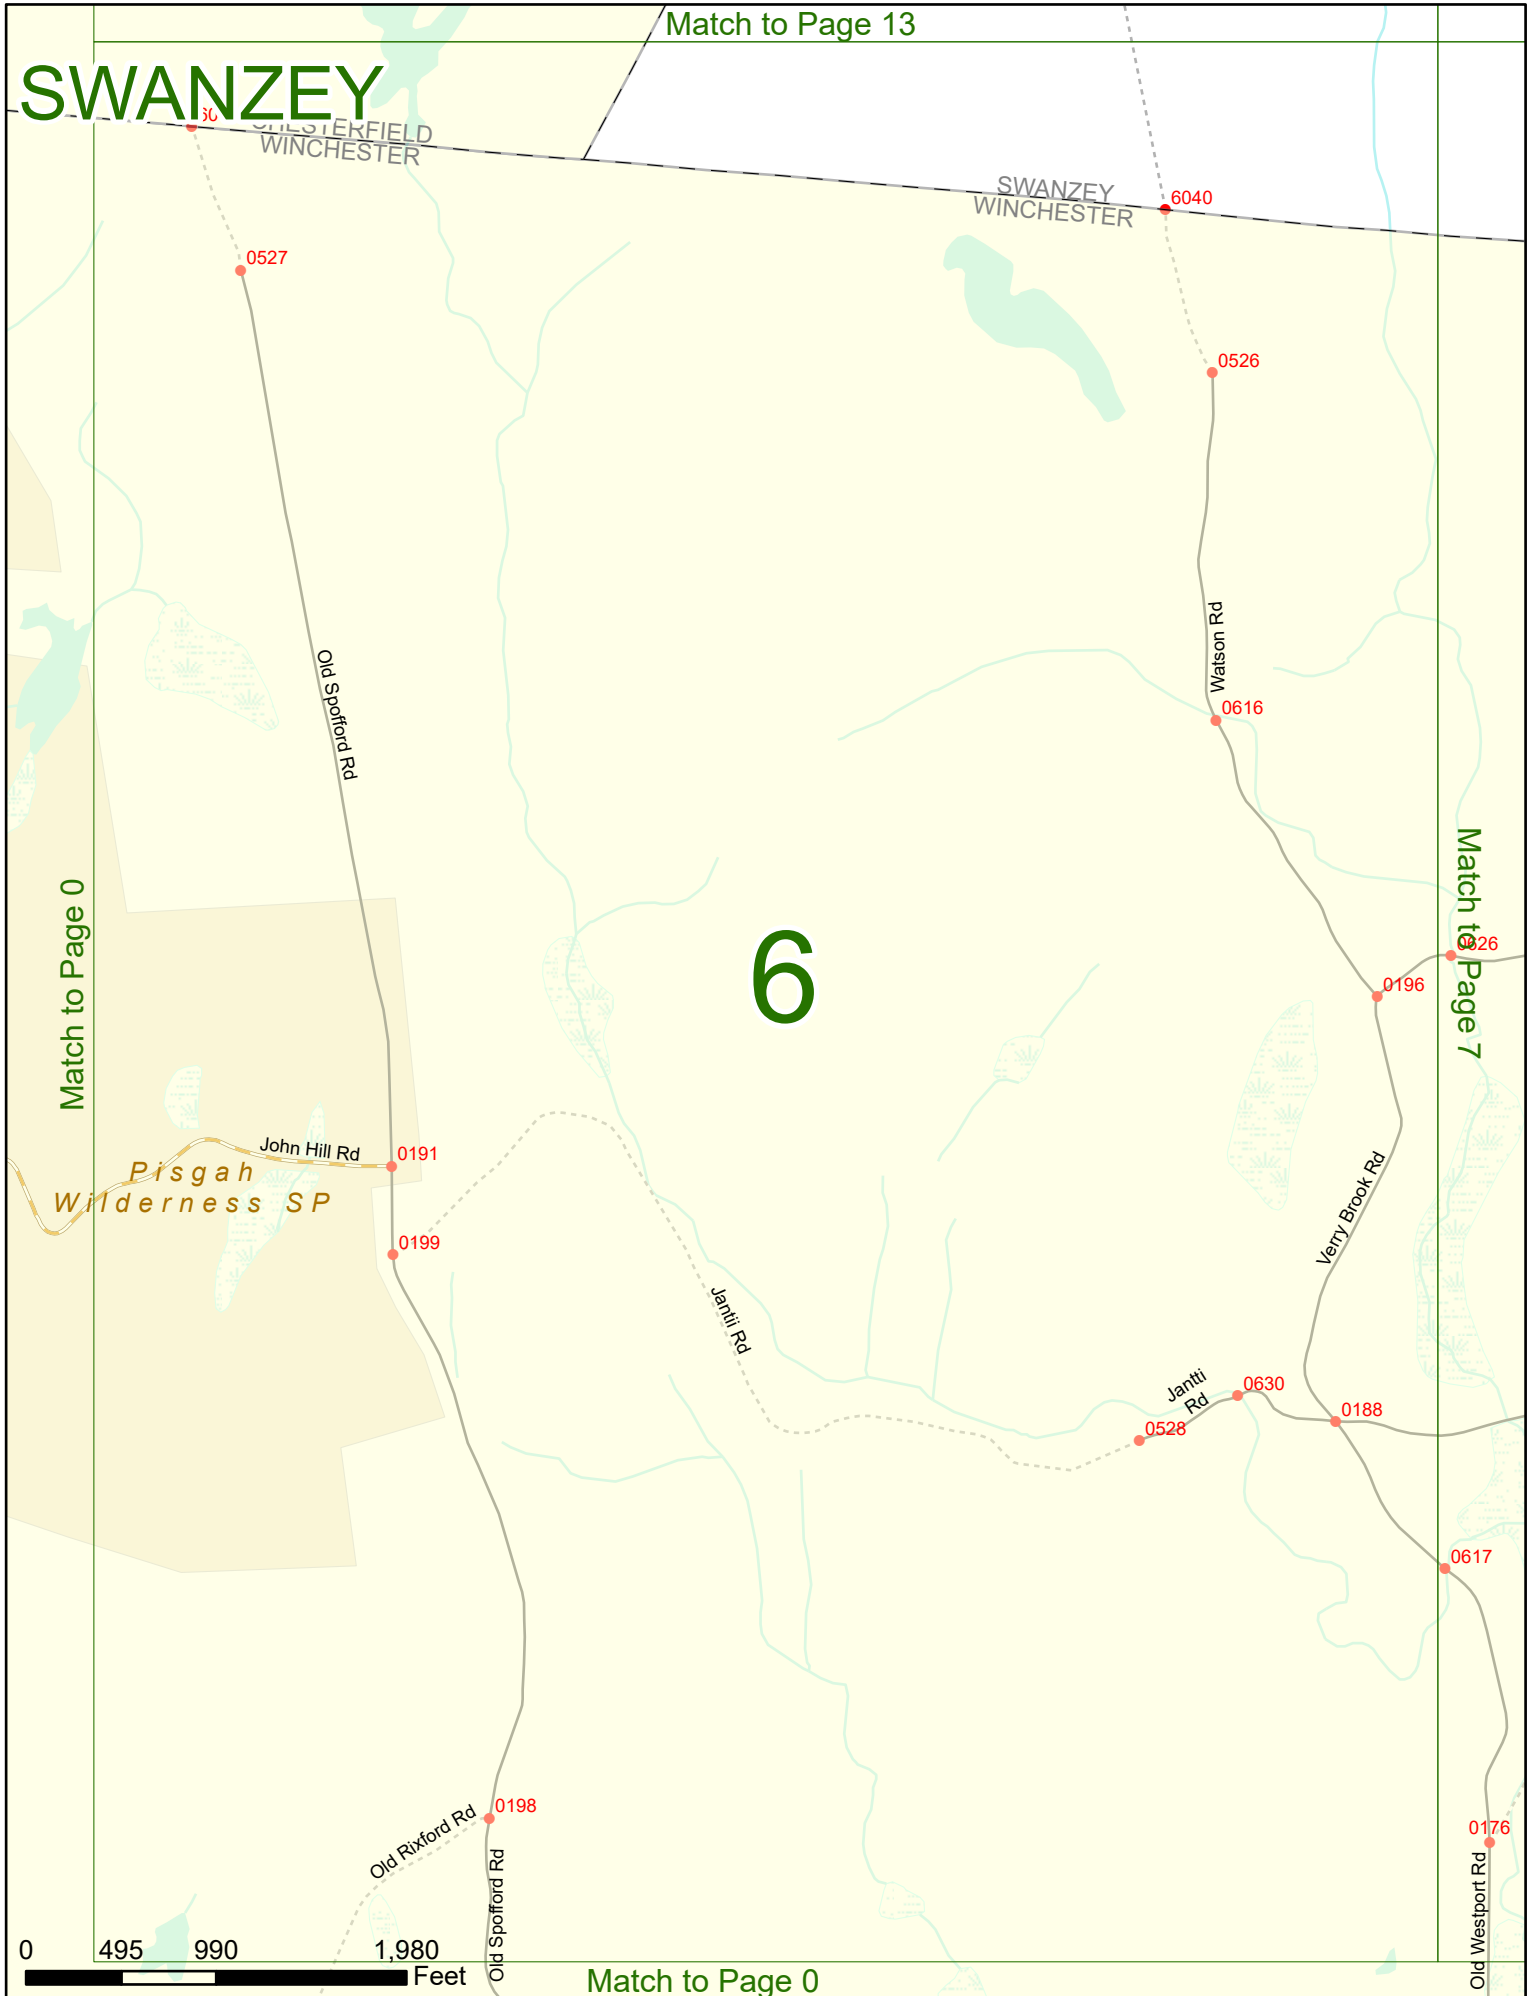 Match to Page 13
SWANZEY
CHESTERFIELD
WINCHESTER
SWANZEY
WINCHESTER
6040
0527
0526
Watson Rd
Old Spofford Rd
0616
Match to Page 0
6
Match to Page 7
0626
0196
John Hill Rd
0191
Pisgah
Wilderness SP
Verry Brook Rd
0199
Jantii Rd
Jantti
Rd
0630
0188
0528
0617
0198
Old Rixford Rd
0176
Old Spofford Rd
Old Westport Rd
0 495 990 1,980
Feet
Match to Page 0